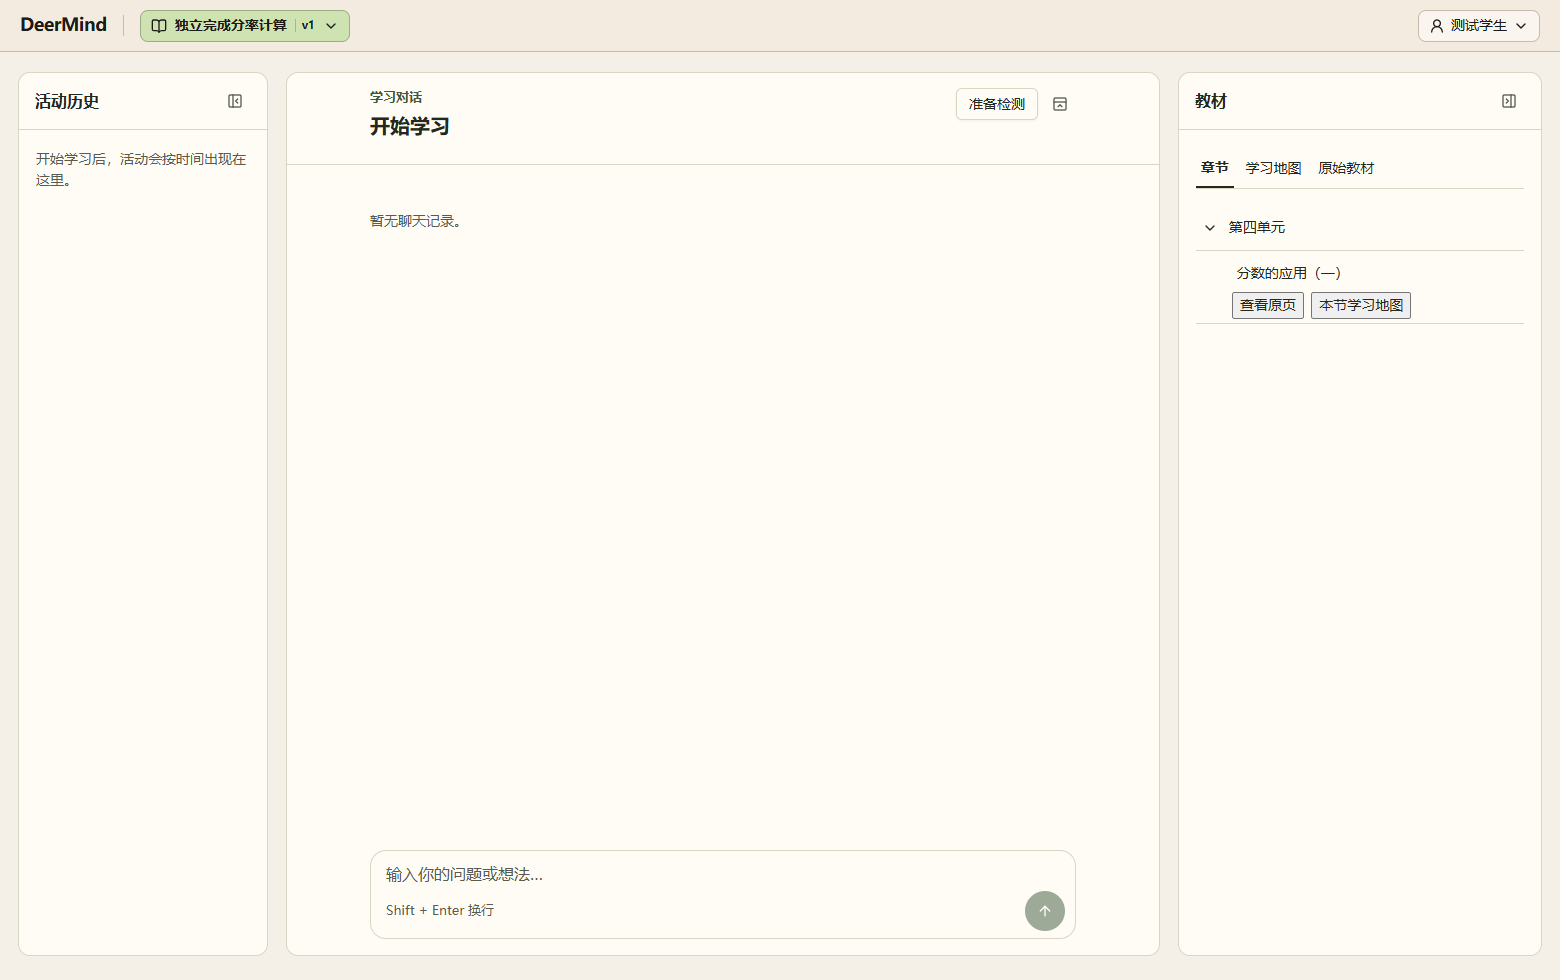 DeerMind
独立完成分率计算 v1
测试学生
活动历史
开始学习后，活动会按时间出现在
这里。
学习对话
开始学习
准备检测
暂无聊天记录。
输入你的问题或想法...
Shift + Enter 换行
教材
章节 学习地图 原始教材
第四单元
分数的应用（一）
查看原页 本节学习地图